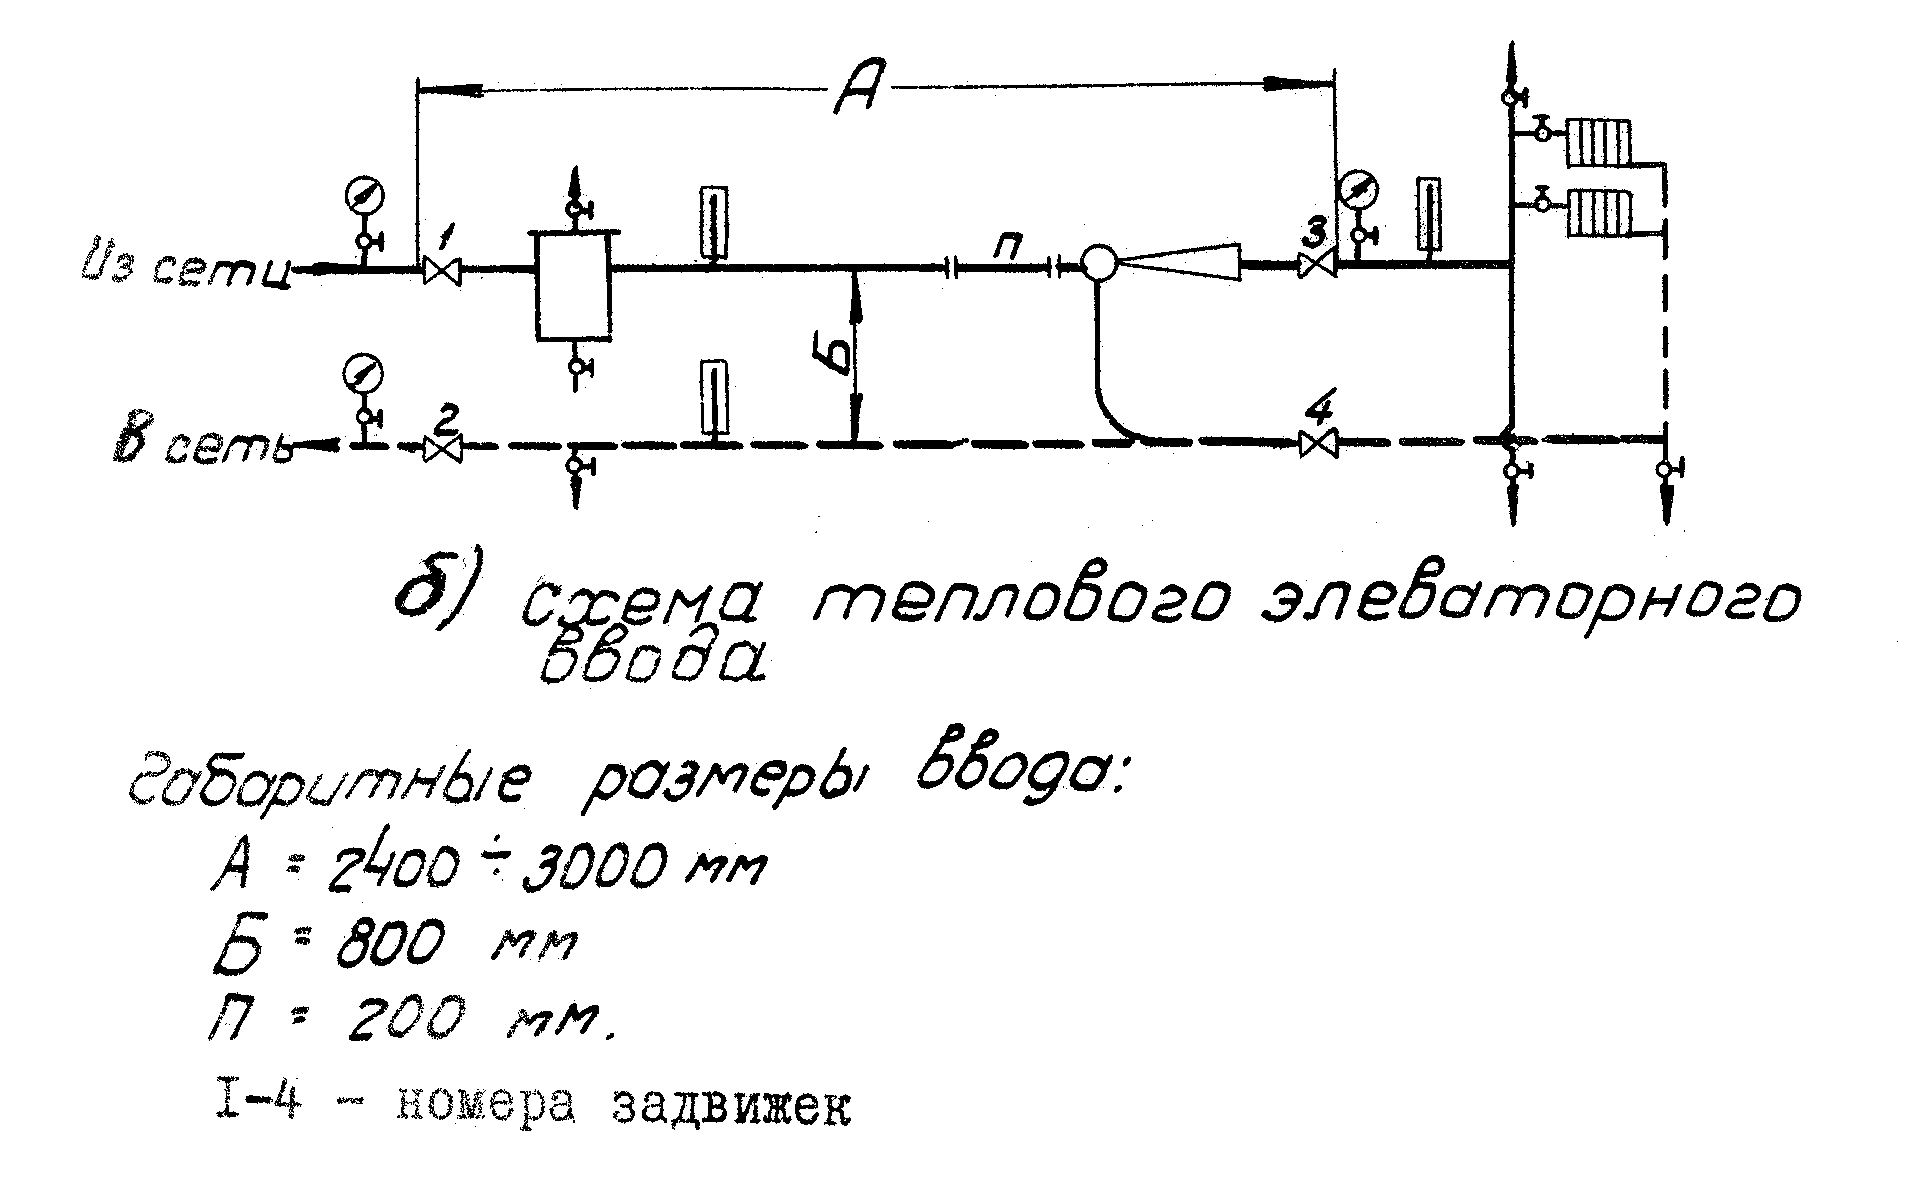 А
1
П
3
Из сети
Б
2
4
В сеть
б) схема теплового элеваторного
ввода
Габаритные размеры ввода:
А = 2400 ÷ 3000 мм
Б = 800 мм
П = 200 мм.
I-4 - номера задвижек